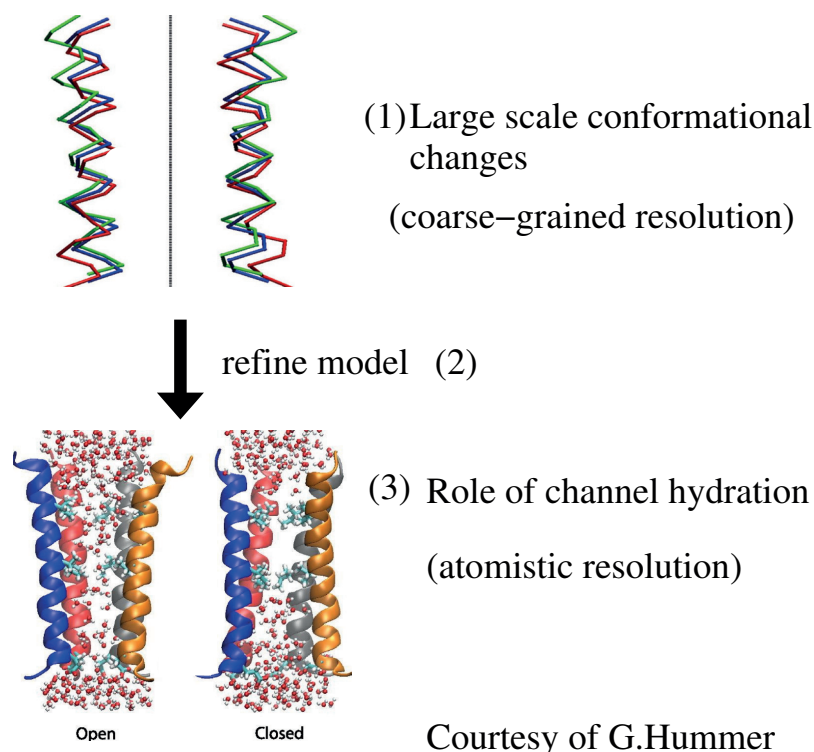 (1) Large scale conformational
changes
(coarse−grained resolution)
refine model (2)
(3) Role of channel hydration
(atomistic resolution)
Open Closed
Courtesy of G.Hummer